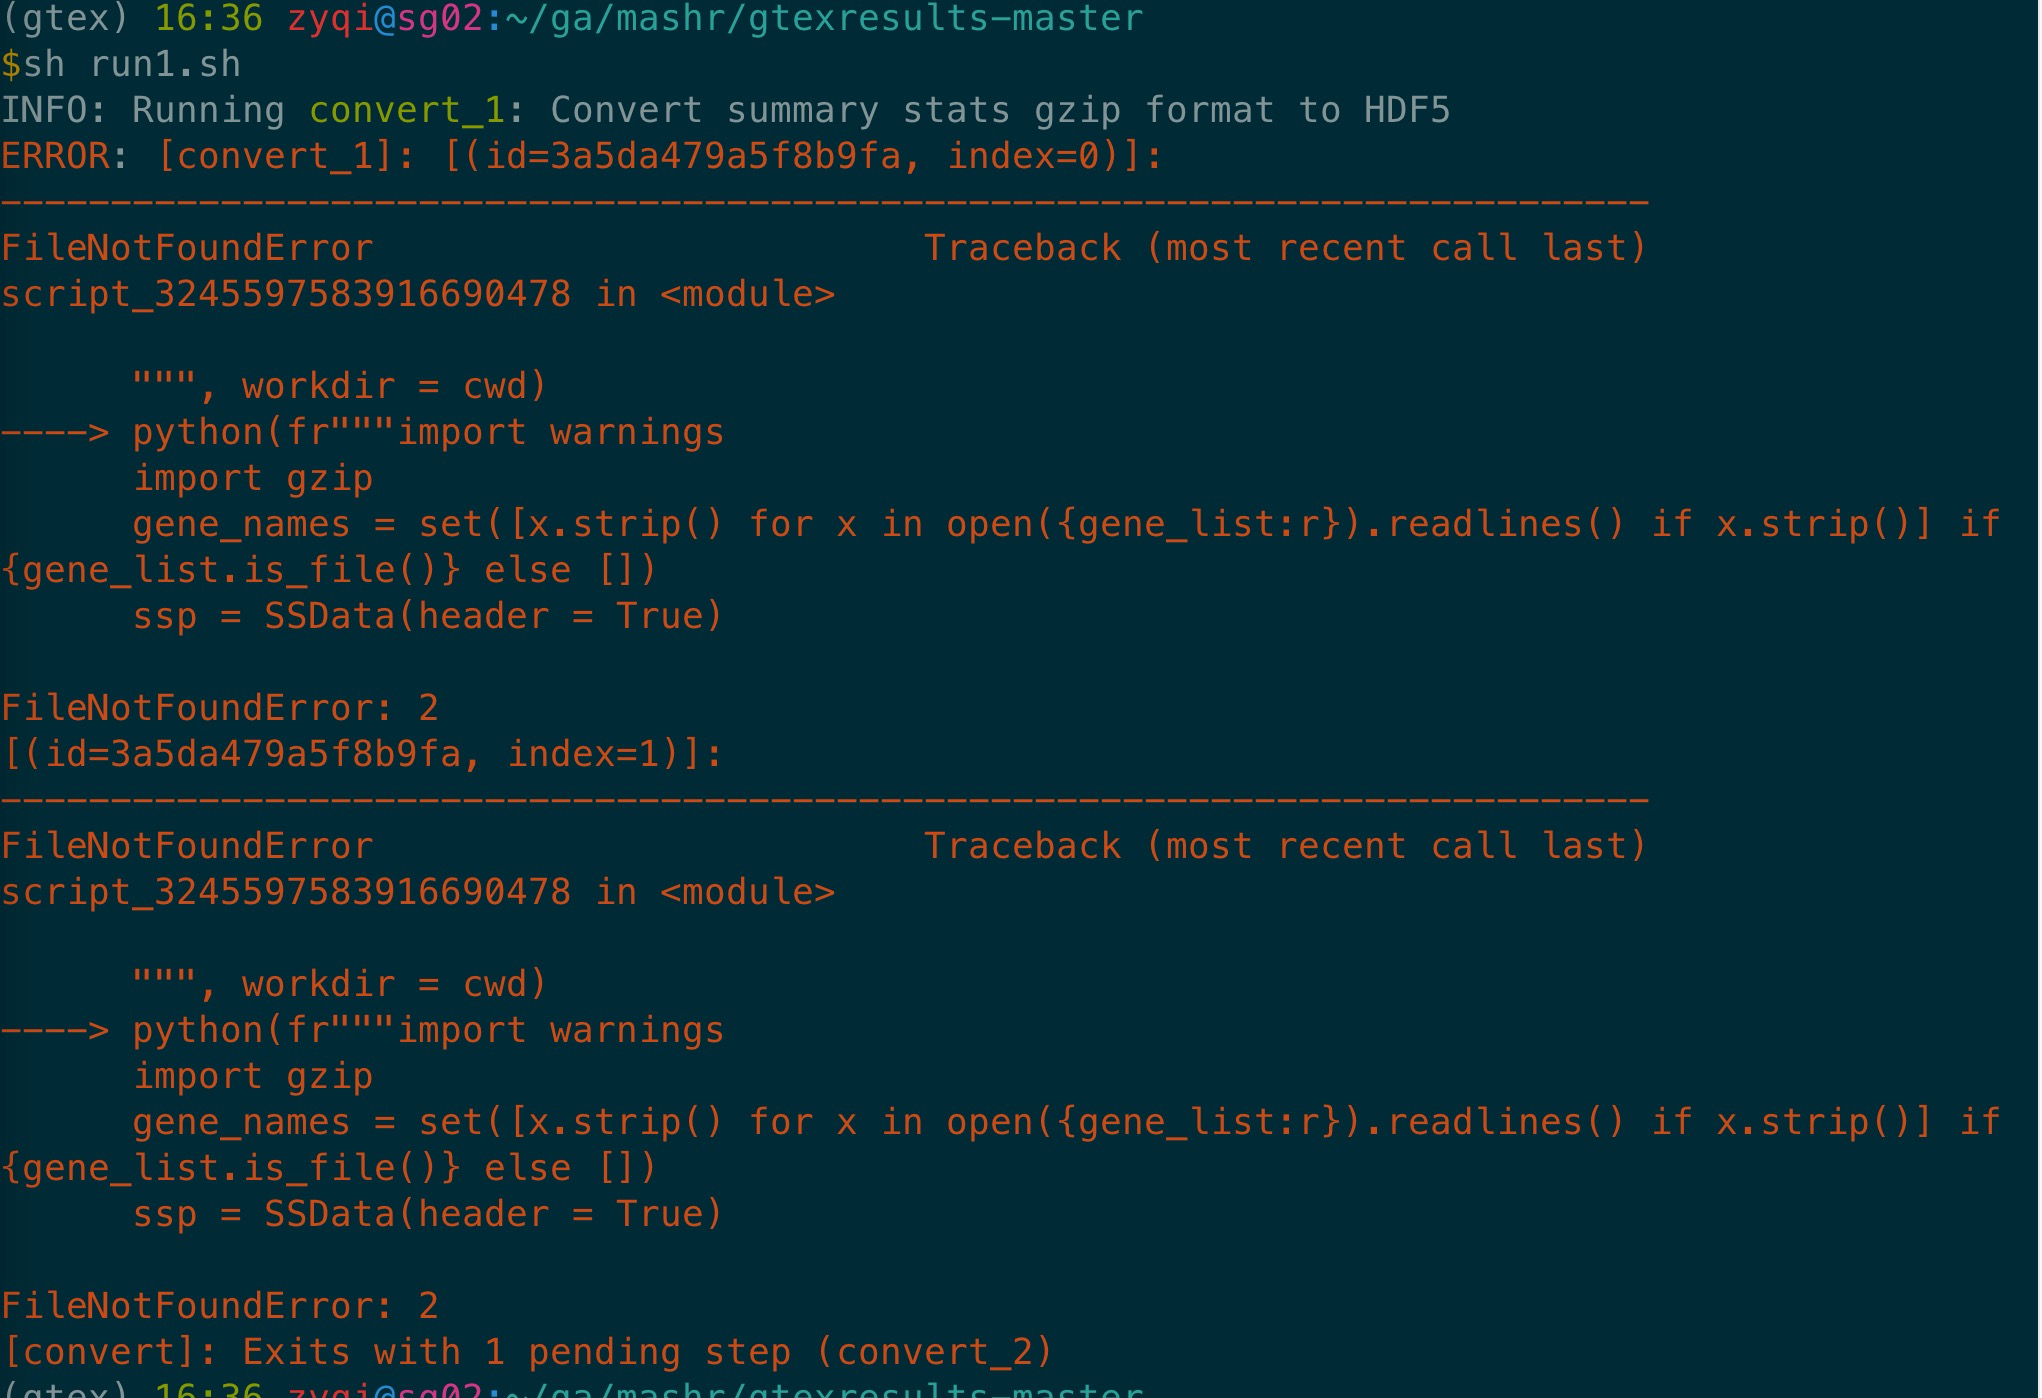 (gtex) 16:36 zyqi@sg02:~/ga/mashr/gtexresults-master
$sh run1.sh
INFO: Running convert_1: Convert summary stats gzip format to HDF5
ERROR: [convert_1]: [(id=3a5da479a5f8b9fa, index=0)]:
---------------------------------------------------------------------------
FileNotFoundError                         Traceback (most recent call last)
script_3245597583916690478 in <module>
      """, workdir = cwd)
----> python(fr"""import warnings
      import gzip
      gene_names = set([x.strip() for x in open({gene_list:r}).readlines() if x.strip()] if
{gene_list.is_file()} else [])
      ssp = SSData(header = True)
FileNotFoundError: 2
[(id=3a5da479a5f8b9fa, index=1)]:
---------------------------------------------------------------------------
FileNotFoundError                         Traceback (most recent call last)
script_3245597583916690478 in <module>
      """, workdir = cwd)
----> python(fr"""import warnings
      import gzip
      gene_names = set([x.strip() for x in open({gene_list:r}).readlines() if x.strip()] if
{gene_list.is_file()} else [])
      ssp = SSData(header = True)
FileNotFoundError: 2
[convert]: Exits with 1 pending step (convert_2)
(gtex) 16:36 zyqi@sg02:~/ga/mashr/gtexresults-master